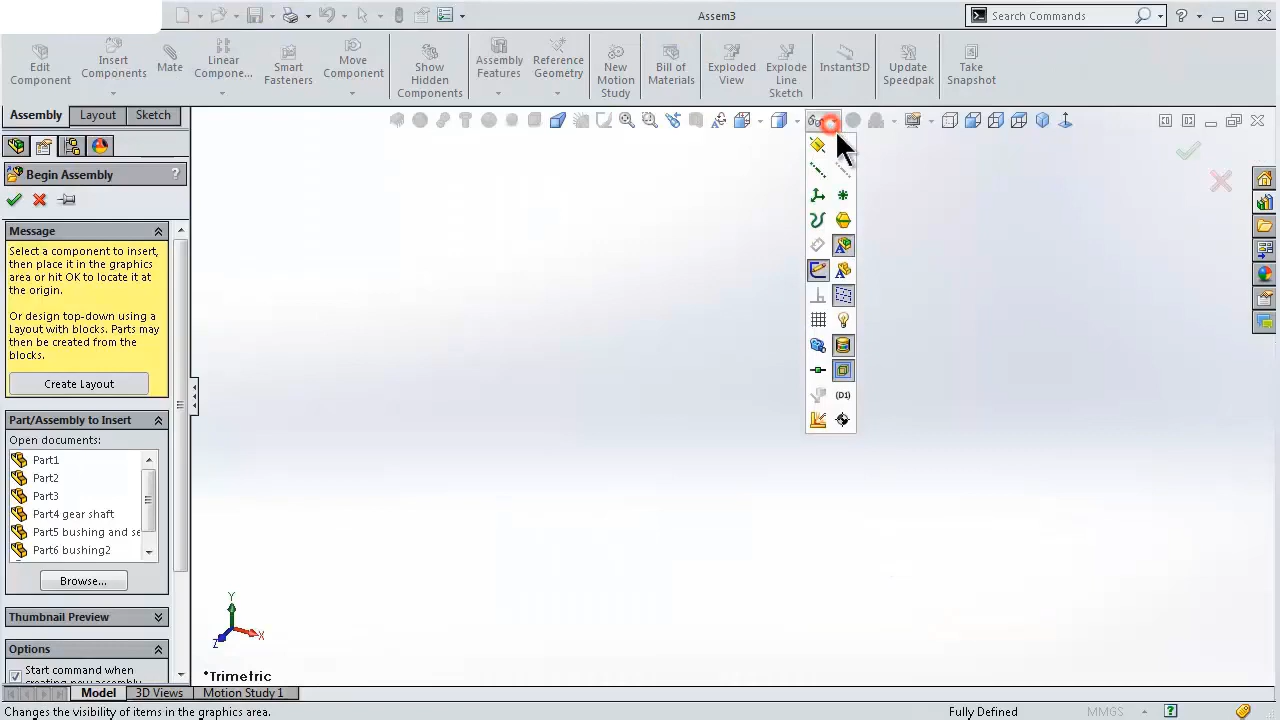 Assem3
Search Commands
?
Edit
Component
Insert
Components
Mate
Linear
Compone...
Smart
Fasteners
Move
Component
Show
Hidden
Components
Assembly
Features
Reference
Geometry
New
Motion
Study
Bill of
Materials
Exploded
View
Explode
Line
Sketch
Instant3D
Update
Speedpak
Take
Snapshot
Assembly
Layout
Sketch
Begin Assembly
?
Message
Select a component to insert,
then place it in the graphics
area or hit OK to locate it at
the origin.
Or design top-down using a
Layout with blocks. Parts may
then be created from the
blocks.
Create Layout
Part/Assembly to Insert
Open documents:
Part1
Part2
Part3
Part4 gear shaft
Part5 bushing and se
Part6 bushing2
Browse...
Thumbnail Preview
Options
Start command when
(D1)
Y
X
Z
*Trimetric
Model
3D Views
Motion Study 1
Changes the visibility of items in the graphics area.
Fully Defined
MMGS
?